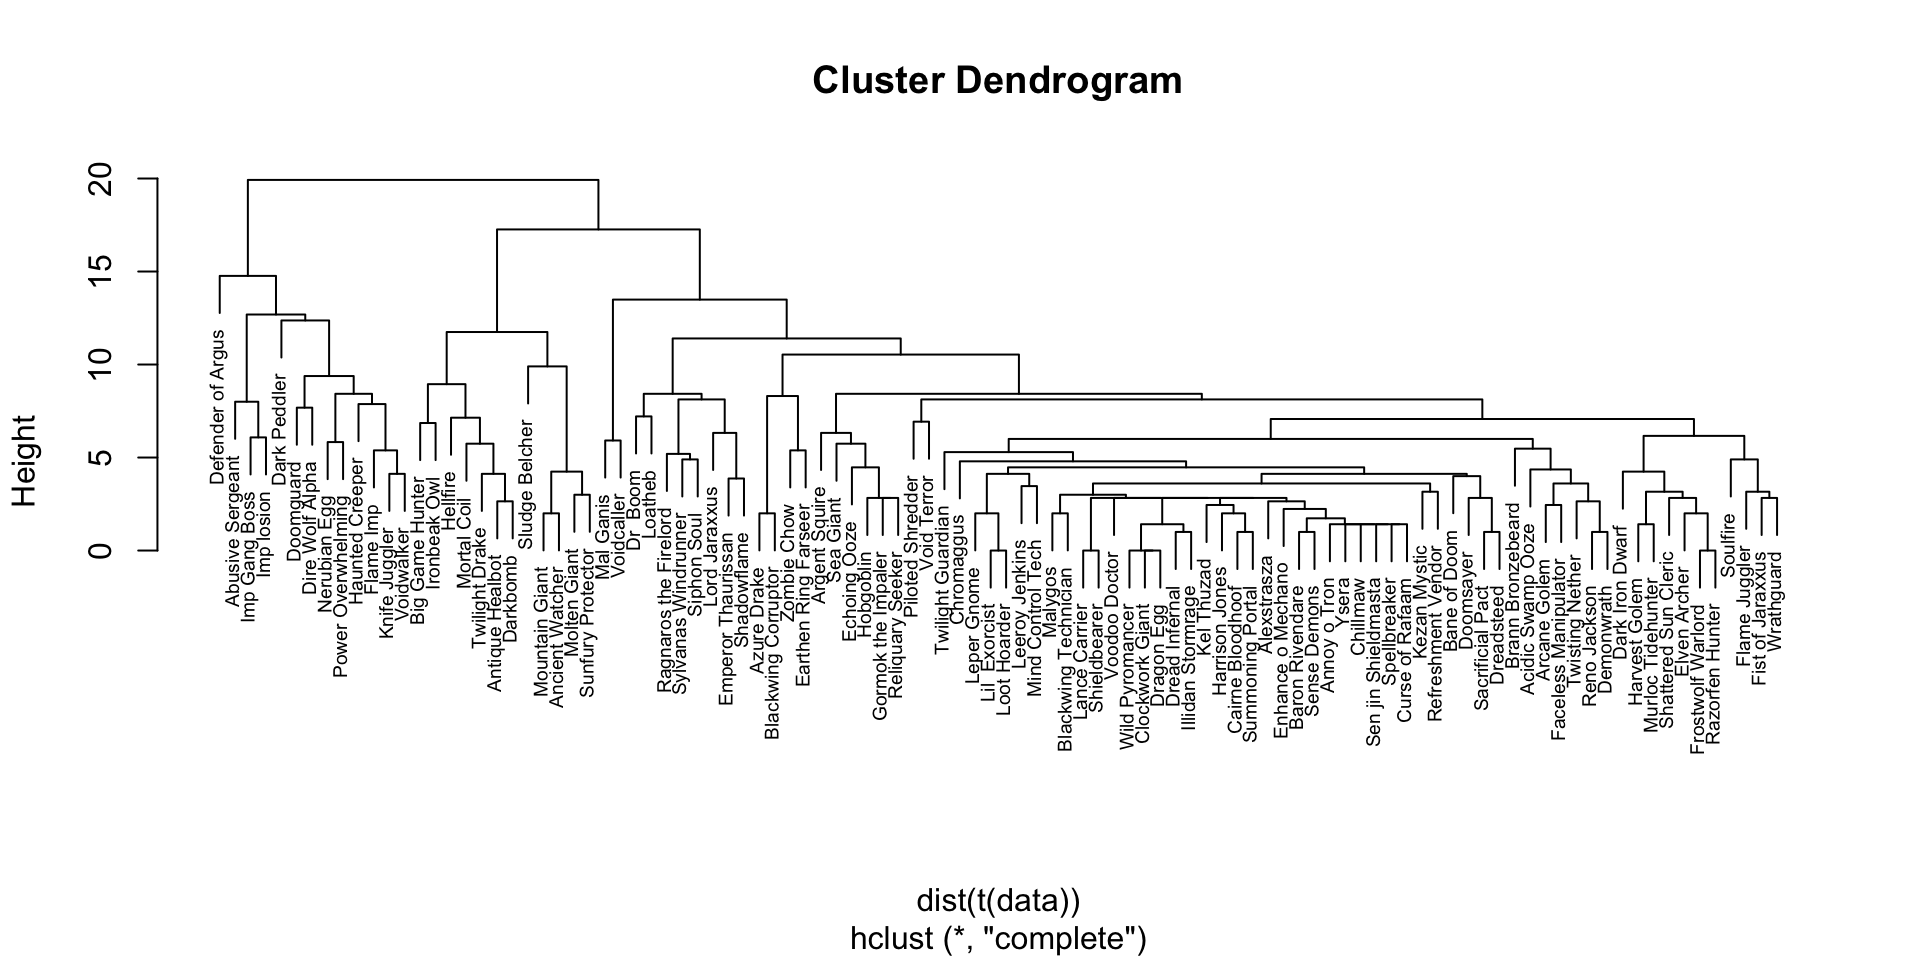 Cluster Dendrogram
Height
20
15
10
5
0
Defender of Argus
Abusive Sergeant
Imp Gang Boss
Imp losion
Dark Peddler
Doomguard
Dire Wolf Alpha
Nerubian Egg
Power Overwhelming
Haunted Creeper
Flame Imp
Knife Juggler
Voidwalker
Big Game Hunter
Ironbeak Owl
Hellfire
Mortal Coil
Twilight Drake
Antique Healbot
Darkbomb
Sludge Belcher
Mountain Giant
Ancient Watcher
Molten Giant
Sunfury Protector
Mal Ganis
Voidcaller
Dr Boom
Loatheb
Ragnaros the Firelord
Sylvanas Windrunner
Siphon Soul
Lord Jaraxxus
Emperor Thaurissan
Shadowflame
Azure Drake
Blackwing Corruptor
Zombie Chow
Earthen Ring Farseer
Argent Squire
Sea Giant
Echoing Ooze
Hobgoblin
Gormok the Impaler
Reliquary Seeker
Piloted Shredder
Void Terror
Twilight Guardian
Chromaggus
Leper Gnome
Lil Exorcist
Loot Hoarder
Leeroy Jenkins
Mind Control Tech
Malygos
Blackwing Technician
Lance Carrier
Shieldbearer
Voodoo Doctor
Wild Pyromancer
Clockwork Giant
Dragon Egg
Dread Infernal
Illidan Stormrage
Kel Thuzad
Harrison Jones
Cairne Bloodhoof
Summoning Portal
Alexstrasza
Enhance o Mechano
Baron Rivendare
Sense Demons
Annoy o Tron
Ysera
Chillmaw
Sen jin Shieldmasta
Spellbreaker
Curse of Rafaam
Kezan Mystic
Refreshment Vendor
Bane of Doom
Doomsayer
Sacrificial Pact
Dreadsteed
Brann Bronzebeard
Acidic Swamp Ooze
Arcane Golem
Faceless Manipulator
Twisting Nether
Reno Jackson
Demonwrath
Dark Iron Dwarf
Harvest Golem
Murloc Tidehunter
Shattered Sun Cleric
Elven Archer
Frostwolf Warlord
Razorfen Hunter
Soulfire
Flame Juggler
Fist of Jaraxxus
Wrathguard
dist(t(data))
hclust (*, "complete")